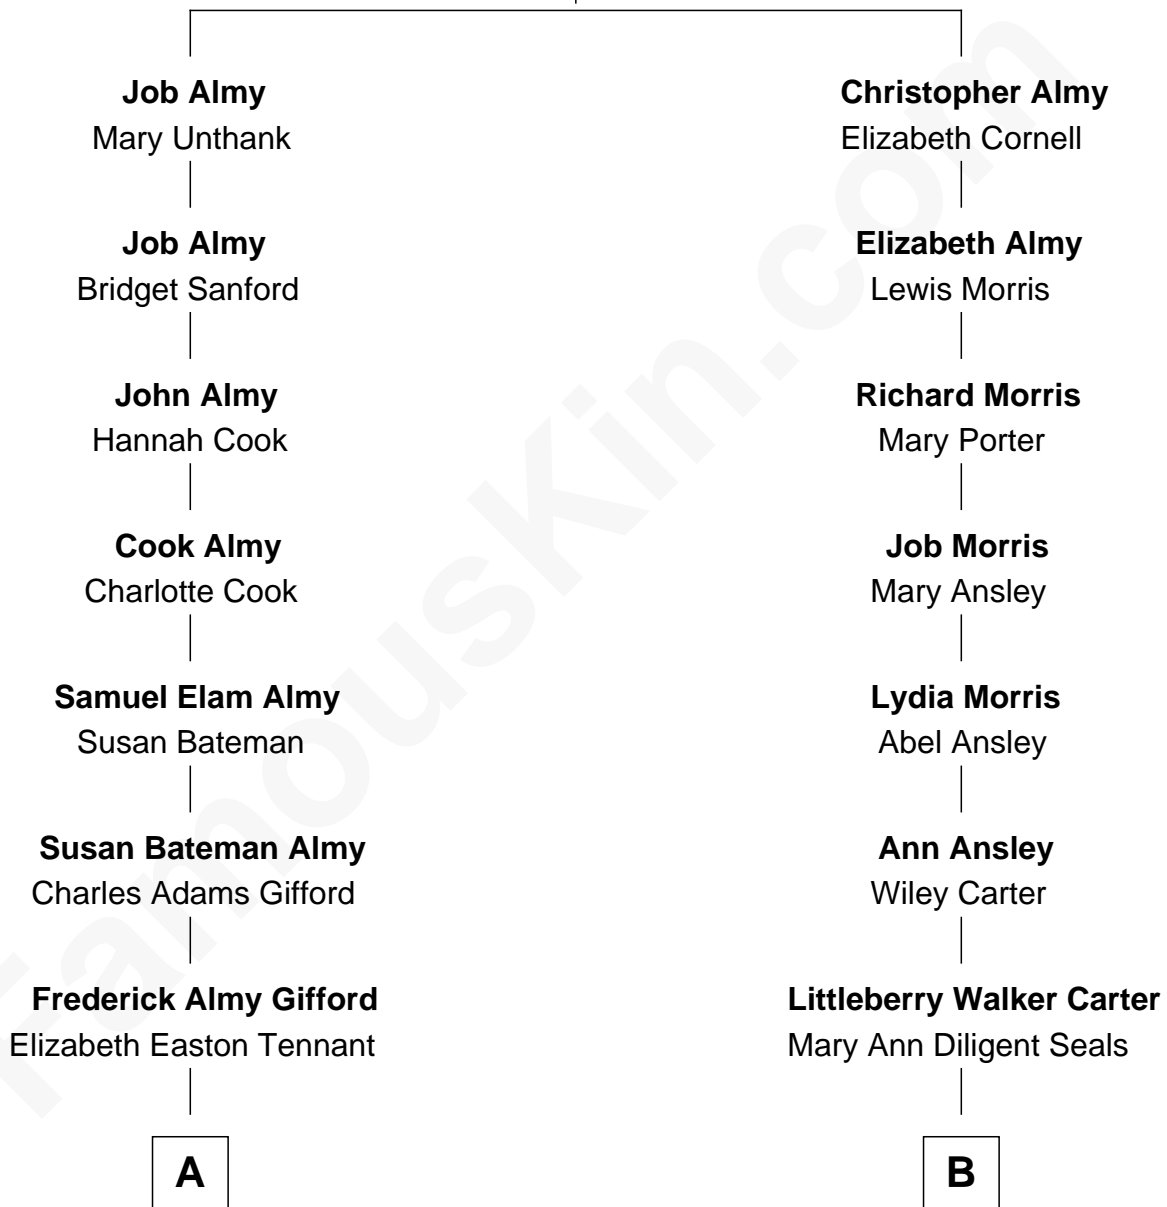 Job Almy
Mary Unthank
Job Almy
Bridget Sanford
John Almy
Hannah Cook
Cook Almy
Charlotte Cook
Samuel Elam Almy
Susan Bateman
Susan Bateman Almy
Charles Adams Gifford
Frederick Almy Gifford
Elizabeth Easton Tennant
A
Christopher Almy
Elizabeth Cornell
Elizabeth Almy
Lewis Morris
Richard Morris
Mary Porter
Job Morris
Mary Ansley
Lydia Morris
Abel Ansley
Ann Ansley
Wiley Carter
Littleberry Walker Carter
Mary Ann Diligent Seals
B
FamousKin.com